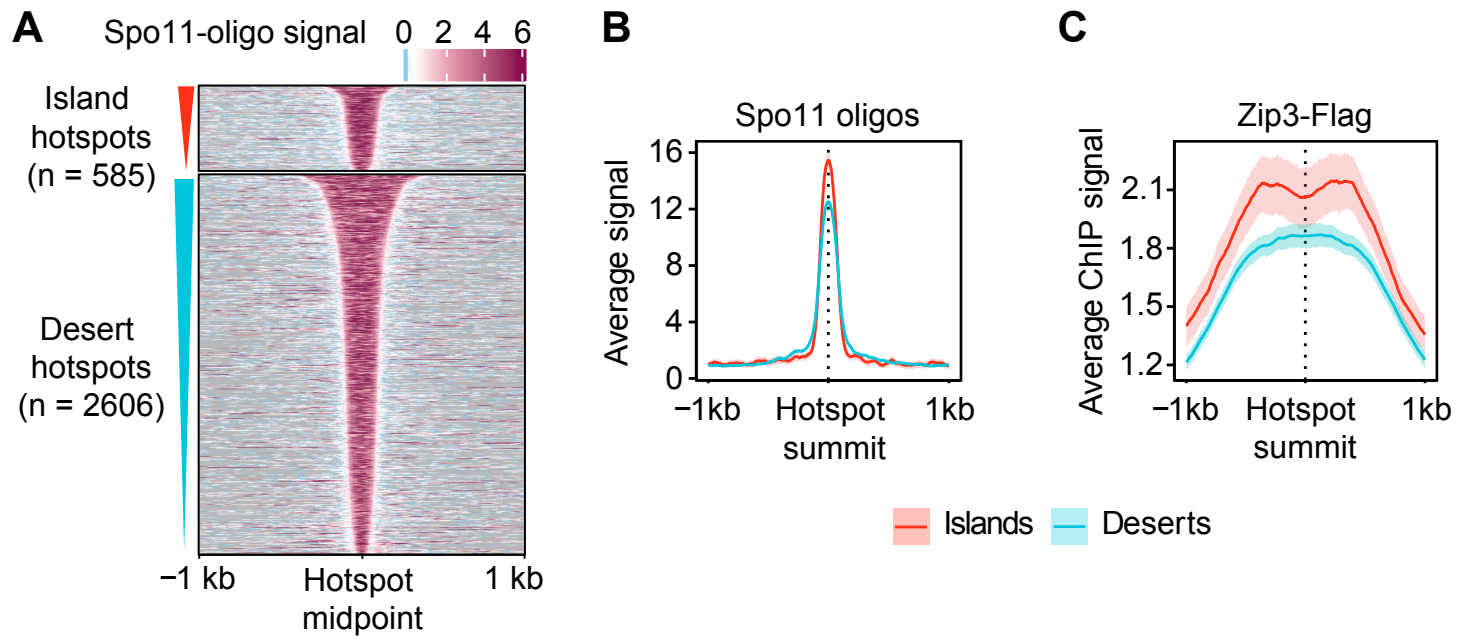 A
Spo11-oligo signal
0 2 4 6
Island
hotspots
(n = 585)
Desert
hotspots
(n = 2606)
−1 kb
Hotspot
midpoint
1 kb
B
Spo11 oligos
Average signal
16
12
8
4
0
−1kb
Hotspot
summit
1kb
C
Zip3-Flag
Average ChIP signal
2.1
1.8
1.5
1.2
−1kb
Hotspot
summit
1kb
Islands
Deserts